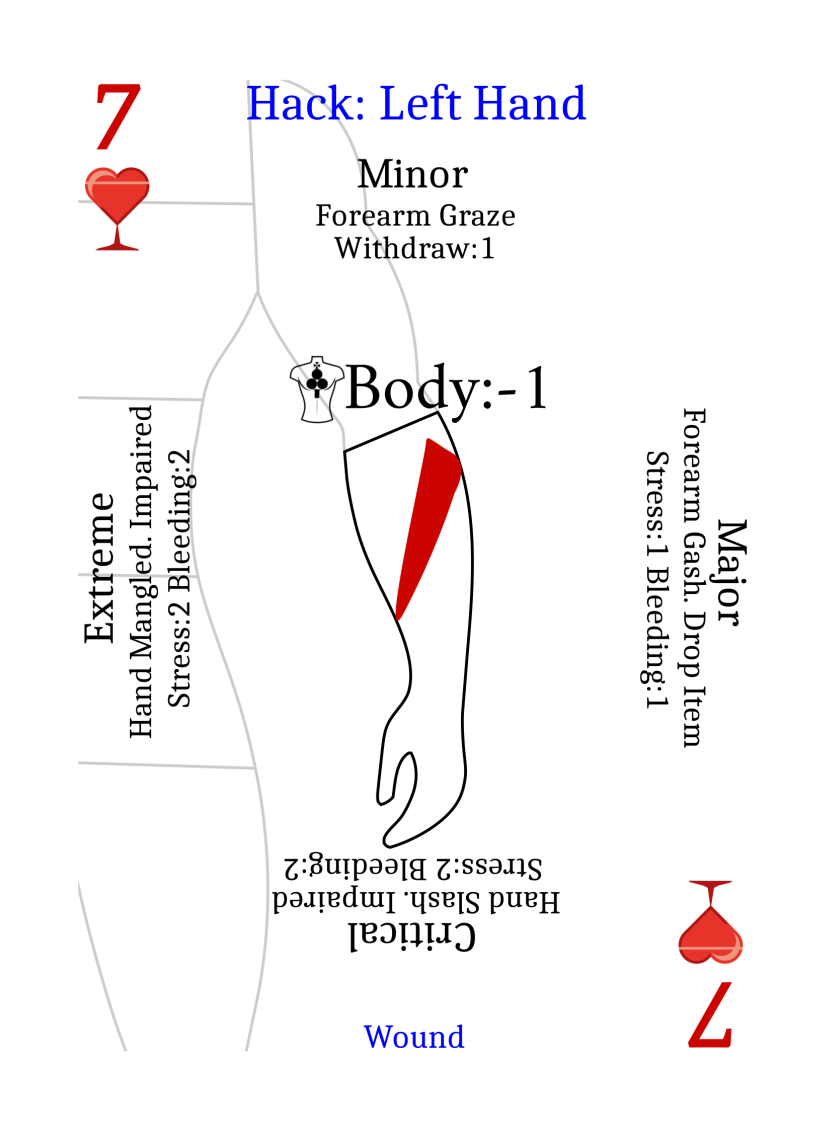 7
Hack: Left Hand
Minor
Forearm Graze
Withdraw:1
Body:-1
Extreme
Hand Mangled. Impaired
Stress:2 Bleeding:2
Major
Forearm Gash. Drop Item
Stress:1 Bleeding:1
Critical
Hand Slash. Impaired
Stress:2 Bleeding:2
Wound
7